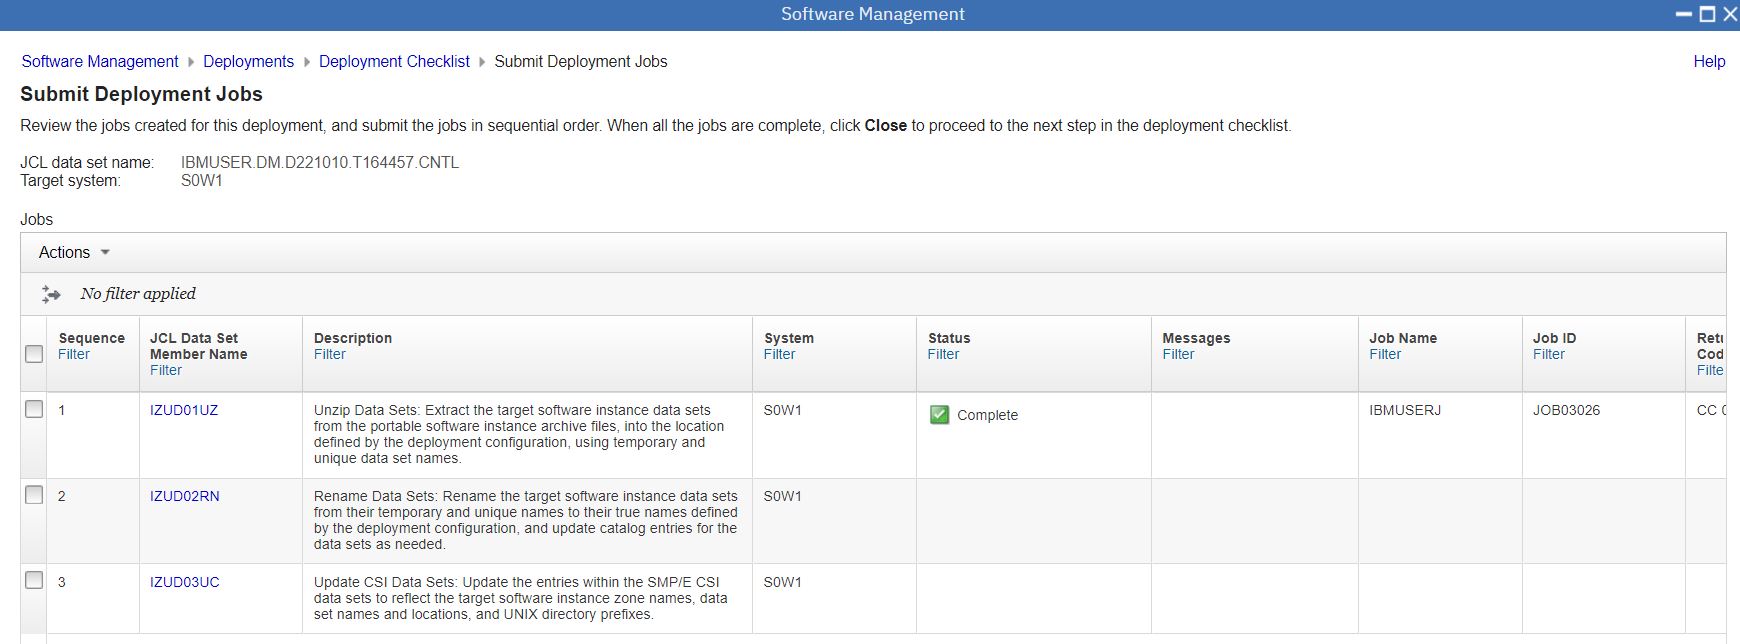 Software Management
Software Management Deployments Deployment Checklist Submit Deployment Jobs Help
Submit Deployment Jobs
Review the jobs created for this deployment, and submit the jobs in sequential order. When all the jobs are complete, click Close to proceed to the next step in the deployment checklist.
JCL data set name: IBMUSER.DM.D221010.T164457.CNTL
Target system: S0W1
Jobs
Actions
No filter applied
Sequence
Filter
JCL Data Set
Member Name
Filter
Description
Filter
System
Filter
Status
Filter
Messages
Filter
Job Name
Filter
Job ID
Filter
1
IZUD01UZ
Unzip Data Sets: Extract the target software instance data sets
from the portable software instance archive files, into the location
defined by the deployment configuration, using temporary and
unique data set names.
S0W1
Complete
IBMUSERJ
JOB03026
CC
2
IZUD02RN
Rename Data Sets: Rename the target software instance data sets
from their temporary and unique names to their true names defined
by the deployment configuration, and update catalog entries for the
data sets as needed.
S0W1
3
IZUD03UC
Update CSI Data Sets: Update the entries within the SMP/E CSI
data sets to reflect the target software instance zone names, data
set names and locations, and UNIX directory prefixes.
S0W1